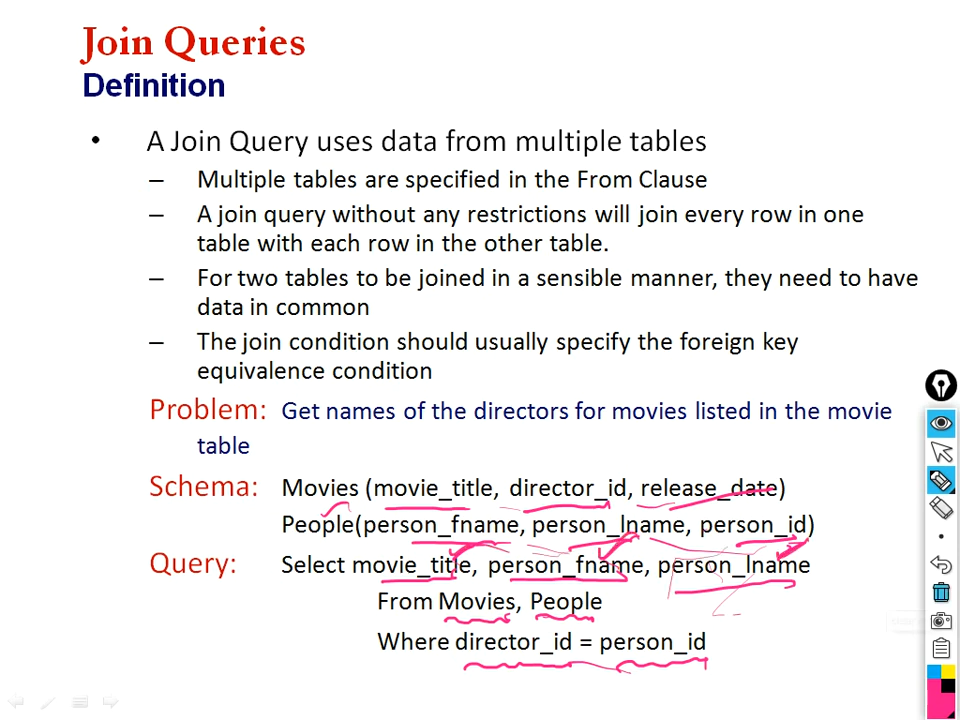 Join Queries
Definition
• A Join Query uses data from multiple tables
– Multiple tables are specified in the From Clause
– A join query without any restrictions will join every row in one
table with each row in the other table.
– For two tables to be joined in a sensible manner, they need to have
data in common
– The join condition should usually specify the foreign key
equivalence condition
Problem: Get names of the directors for movies listed in the movie
table
Schema: Movies (movie_title, director_id, release_date)
People(person_fname, person_lname, person_id)
Query: Select movie_title, person_fname, person_lname
From Movies, People
Where director_id = person_id